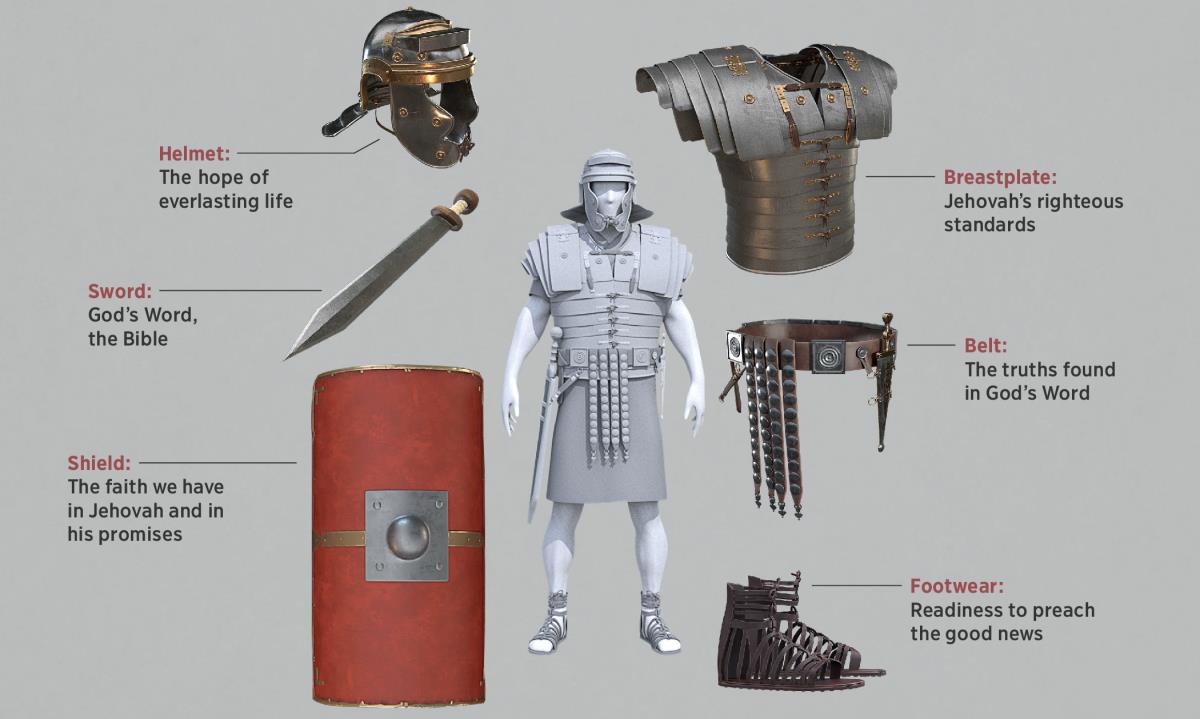 Helmet:
The hope of
everlasting life
Sword:
God’s Word,
the Bible
Shield:
The faith we have
in Jehovah and in
his promises
Breastplate:
Jehovah’s righteous
standards
Belt:
The truths found
in God’s Word
Footwear:
Readiness to preach
the good news